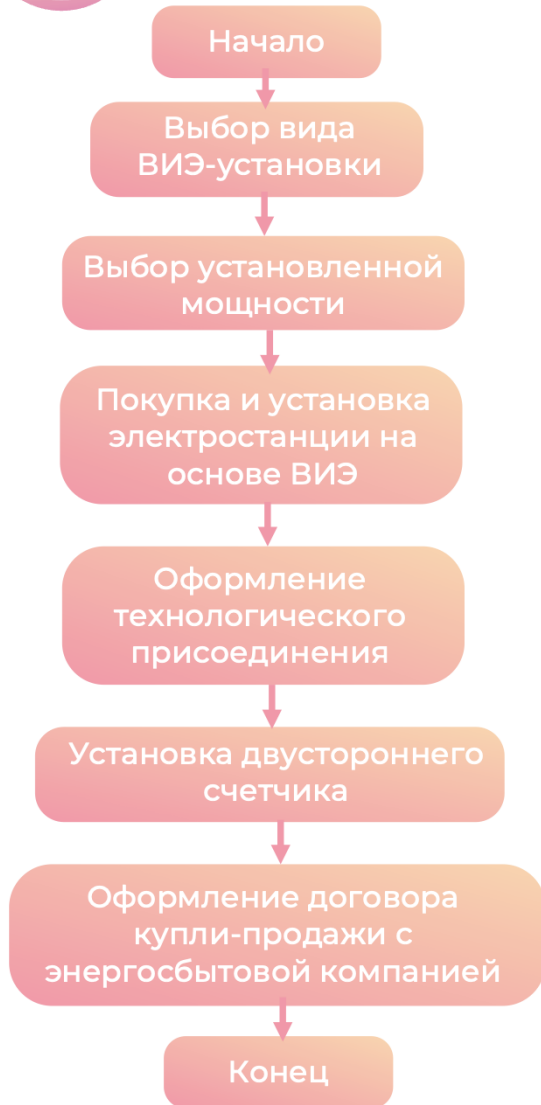 Начало
Выбор вида
ВИЭ-установки
Выбор установленной
мощности
Покупка и установка
электростанции на
основе ВИЭ
Оформление
технологического
присоединения
Установка двустороннего
счетчика
Оформление договора
купли-продажи с
энергосбытовой компанией
Конец